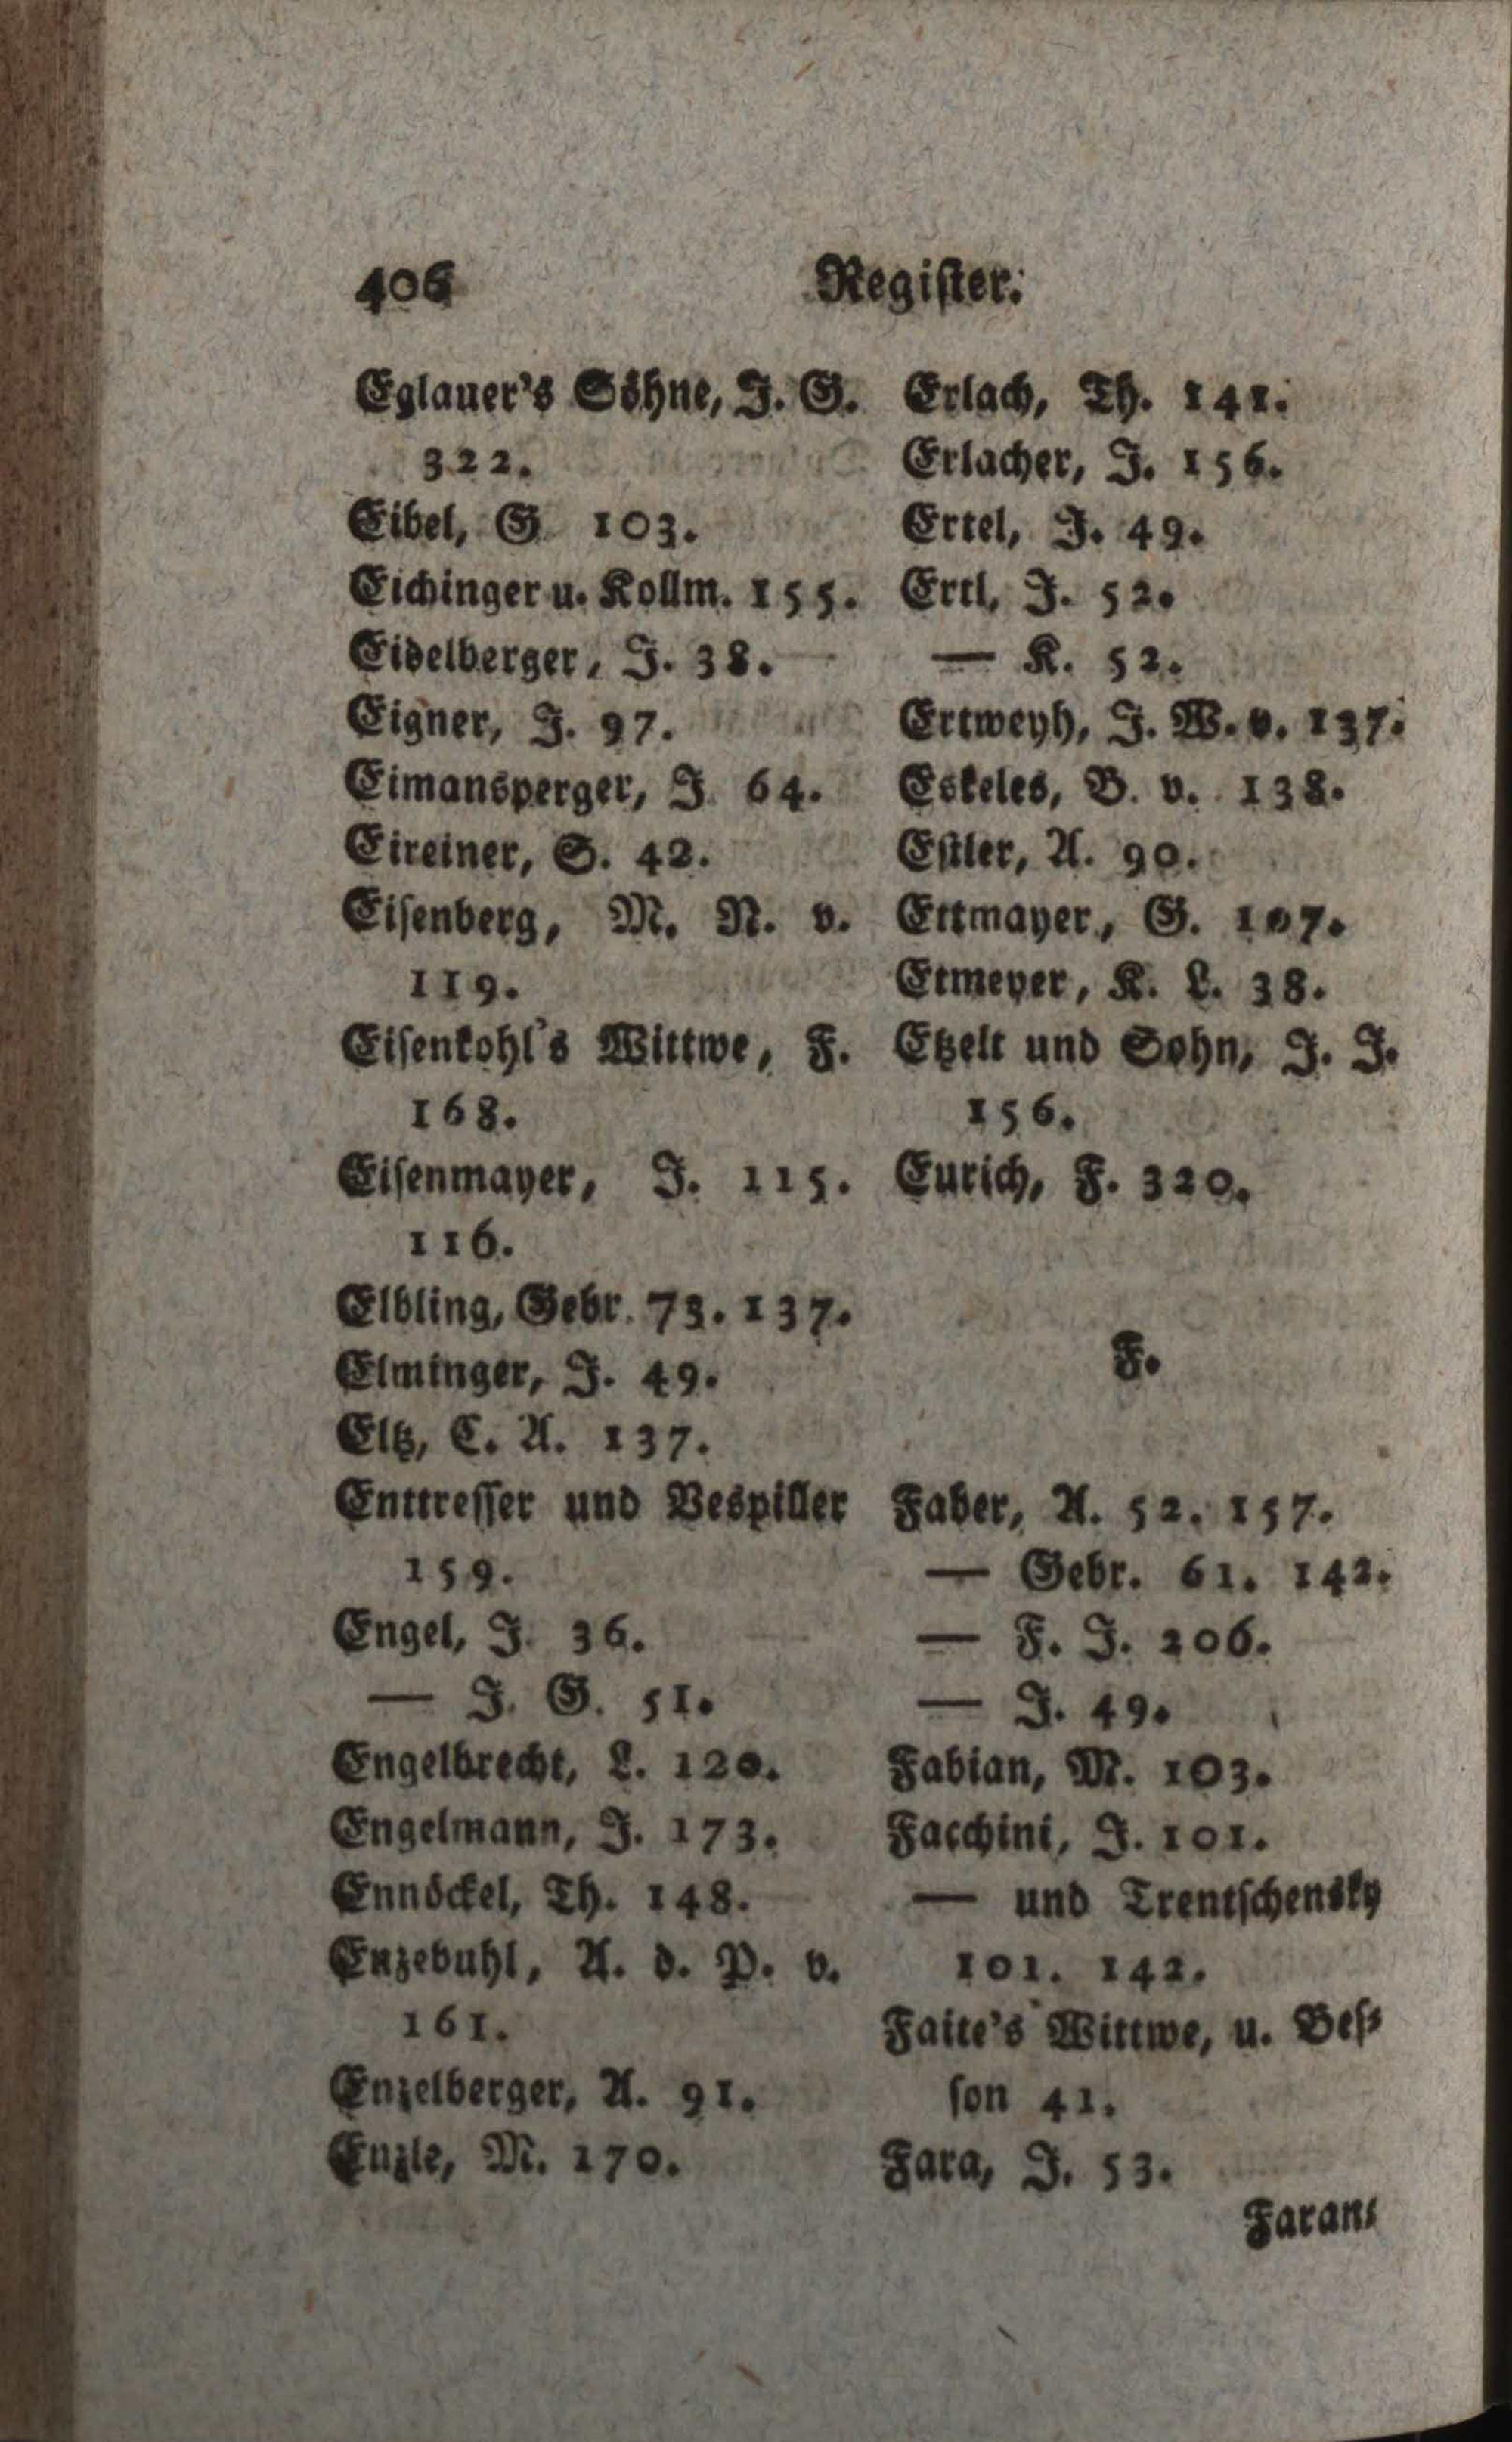 406 Register.
Eglauer's Söhne, J. G.
322.
Eibel, G 103.
Eichinger u. Kollm. 155.
Eidelberger, J. 38.
Eigner, J. 97.
Eimansperger, J. 64.
Eireiner, S. 42.
Eiſenberg, M. N. v.
119.
Eiſenkohl's Wittwe, F.
168.
Eiſenmayer, J. 115.
116.
Elbling, Gebr. 73. 137.
Elminger, J. 49.
Eltz, C. A. 137.
Enttreſſer und Vespiller
159.
Engel, J. 36.
— J. G. 51.
Engelbrecht, L. 120.
Engelmann, J. 173.
Ennöckel, Th. 148.
Enzebuhl, A. d. P. v.
161.
Enzelberger, A. 91.
Enzle, M. 170.
Erlach, Th. 141.
Erlacher, J. 156.
Ertel, J. 49.
Ertl, J. 52.
— K. 52.
Ertweyh, J. W. v. 137.
Eskeles, B. v. 138.
Eſtler, A. 90.
Ettmayer, G. 107.
Etmeyer, K. L. 38.
Etzelt und Sohn, J. J.
156.
Eurich, F. 320.
F.
Faber, A. 52. 157.
— Gebr. 61. 142.
— F. J. 206.
— J. 49.
Fabian, M. 103.
Facchini, J. 101.
— und Trentſchensky
101. 142.
Faite's Wittwe, u. Beſ⸗
ſon 41.
Fara, J. 53.
Faran⸗